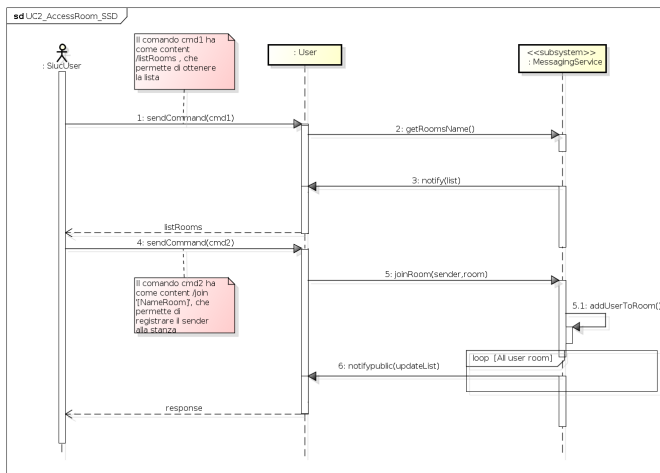 sd UC2_AccessRoom_SSD
: SiucUser
Il comando cmd1 ha
come content
/listRooms , che
permette di ottenere
la lista
: User
<<subsystem>>
: MessagingService
1: sendCommand(cmd1)
2: getRoomsName()
3: notify(list)
listRooms
4: sendCommand(cmd2)
Il comando cmd2 ha
come content /join
'[NameRoom]', che
permette di
registrare il sender
alla stanza
5: joinRoom(sender,room)
5.1: addUserToRoom()
loop [All user room]
6: notifypublic(updateList)
response